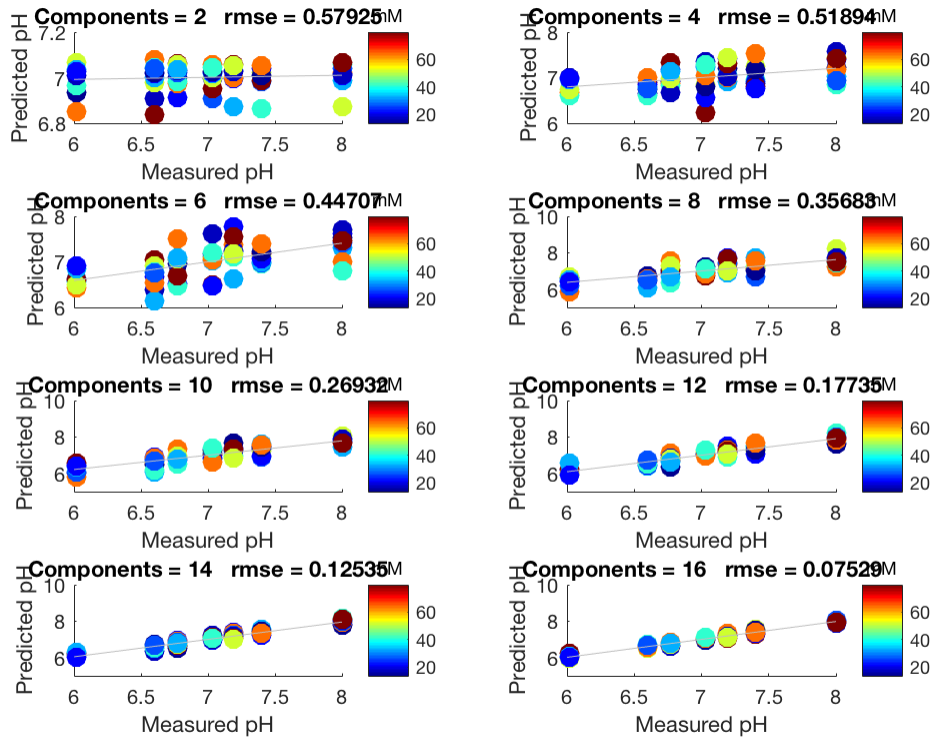 Components = 2 rmse = 0.57925
mM
7.2
7
6.8
Predicted pH
6 6.5 7 7.5 8
Measured pH
60
40
20
Components = 4 rmse = 0.51894
mM
8
7
6
Predicted pH
6 6.5 7 7.5 8
Measured pH
60
40
20
Components = 6 rmse = 0.44707
mM
8
7
6
Predicted pH
6 6.5 7 7.5 8
Measured pH
60
40
20
Components = 8 rmse = 0.35683
mM
10
8
6
Predicted pH
6 6.5 7 7.5 8
Measured pH
60
40
20
Components = 10 rmse = 0.26932
mM
10
8
6
Predicted pH
6 6.5 7 7.5 8
Measured pH
60
40
20
Components = 12 rmse = 0.17735
mM
10
8
6
Predicted pH
6 6.5 7 7.5 8
Measured pH
60
40
20
Components = 14 rmse = 0.12535
mM
10
8
6
Predicted pH
6 6.5 7 7.5 8
Measured pH
60
40
20
Components = 16 rmse = 0.07529
mM
10
8
6
Predicted pH
6 6.5 7 7.5 8
Measured pH
60
40
20